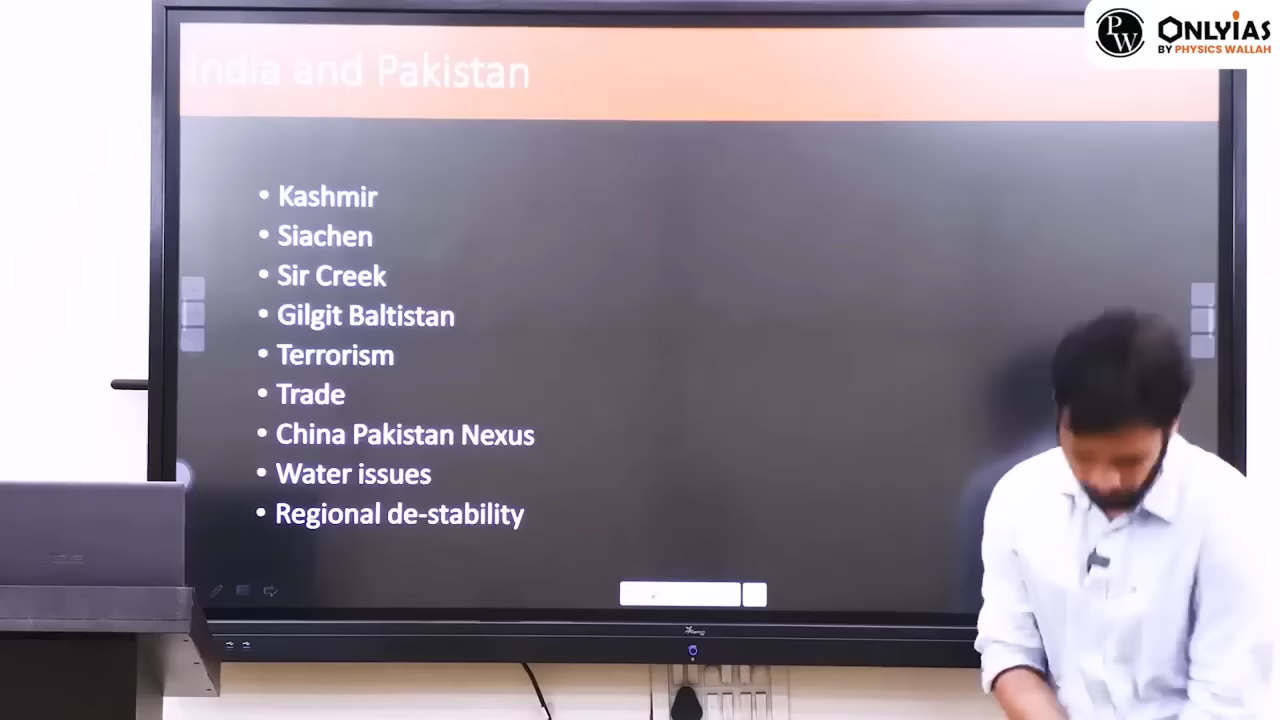 PW
ONLYIAS
BY PHYSICS WALLAH
India and Pakistan
• Kashmir
• Siachen
• Sir Creek
• Gilgit Baltistan
• Terrorism
• Trade
• China Pakistan Nexus
• Water issues
• Regional de-stability